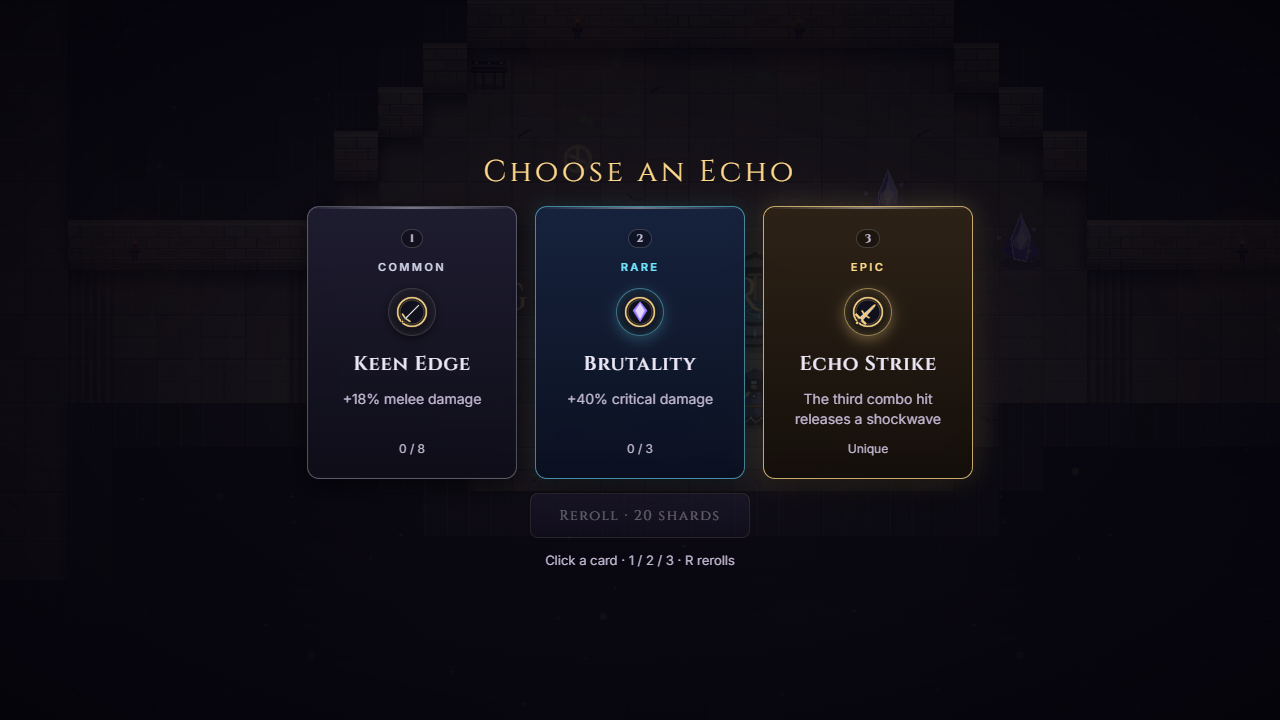 Choose an Echo
1
COMMON
Keen Edge
+18% melee damage
0 / 8
2
RARE
Brutality
+40% critical damage
0 / 3
3
EPIC
Echo Strike
The third combo hit
releases a shockwave
Unique
Reroll · 20 shards
Click a card · 1 / 2 / 3 · R rerolls